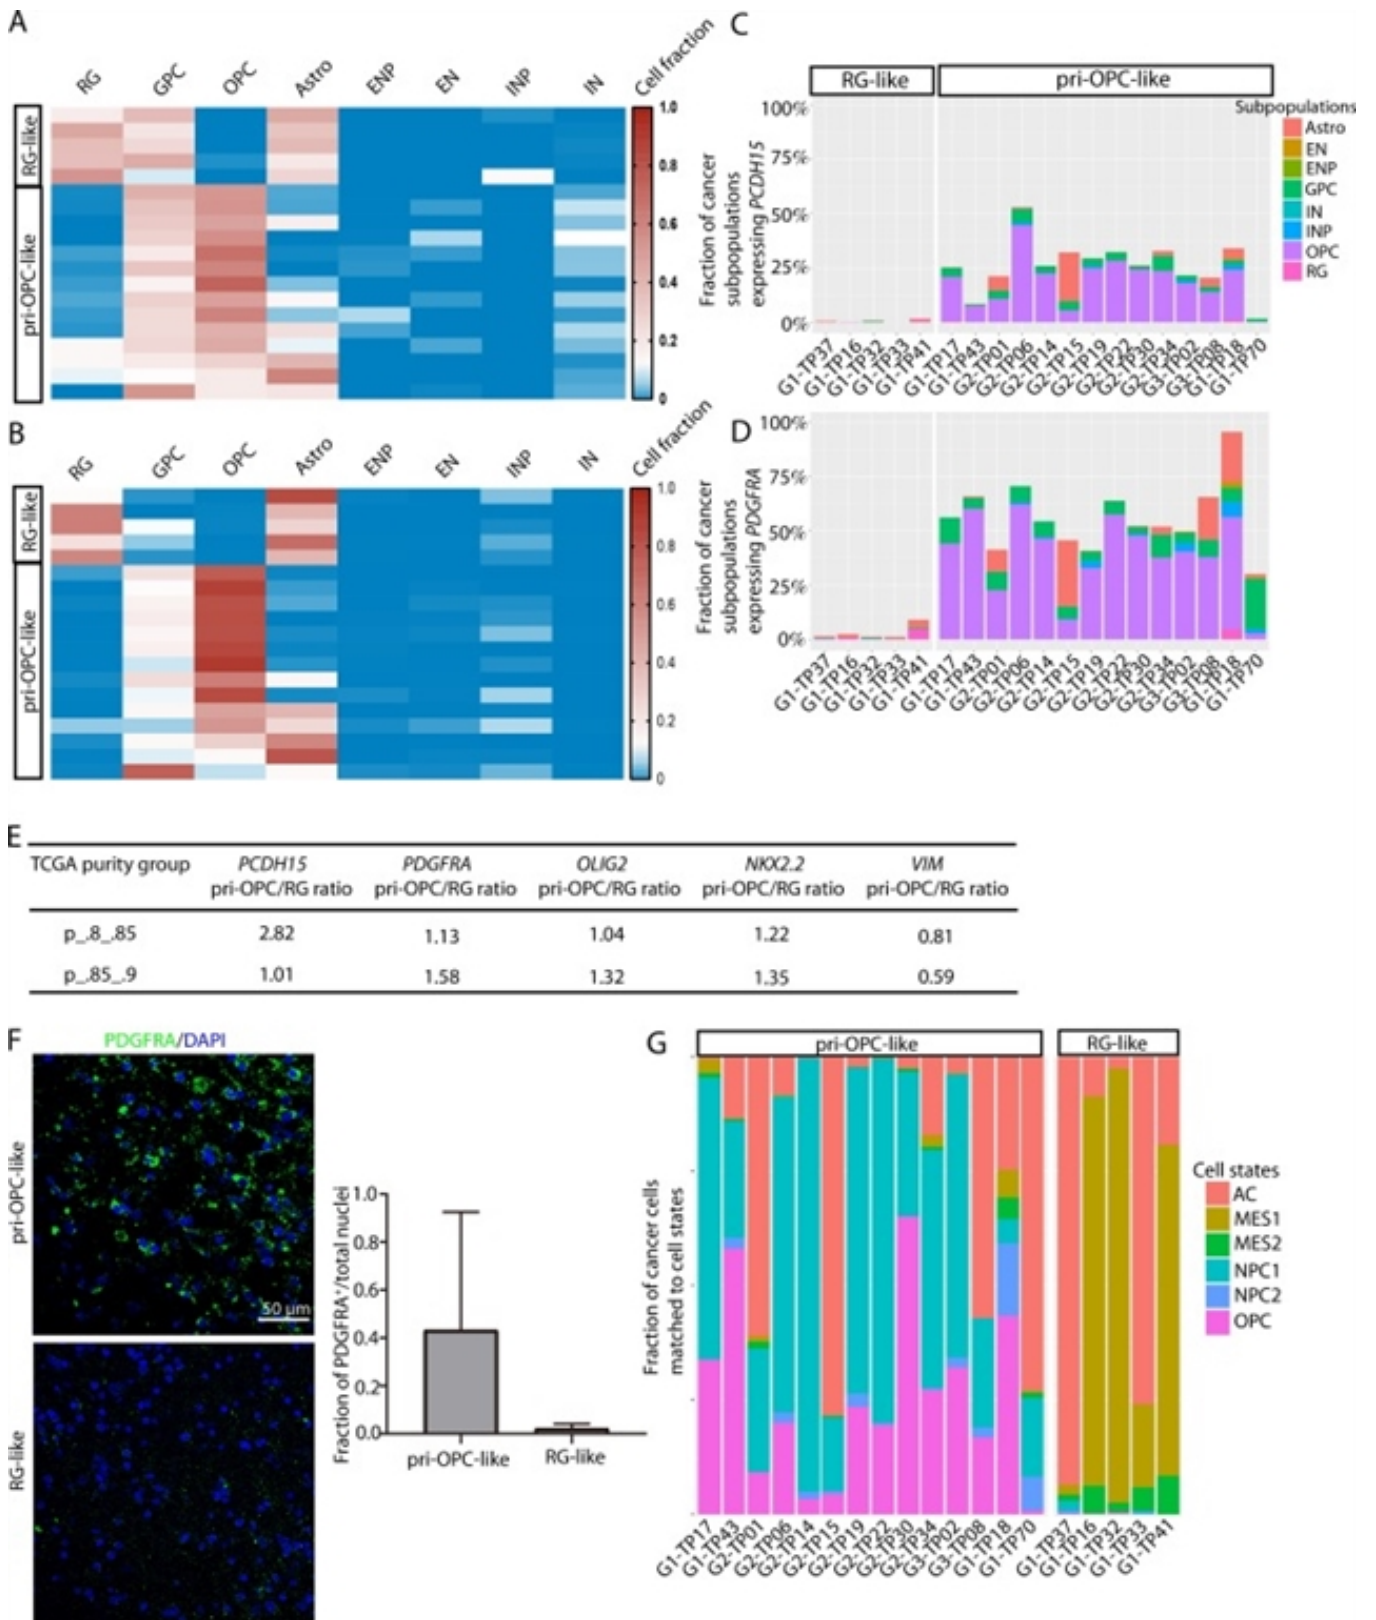 A
RG GPC OPC Astro ENP EN INP IN Cell fraction
RG-like
pri-OPC-like
1.0
0.8
0.6
0.4
0.2
0
B
RG GPC OPC Astro ENP EN INP IN Cell fraction
RG-like
pri-OPC-like
1.0
0.8
0.6
0.4
0.2
0
C
RG-like pri-OPC-like
Fraction of cancer
subpopulations
expressing PCDH15
100%
75%
50%
25%
0%
G1-TP37 G1-TP16 G1-TP32 G1-TP33 G1-TP41 G1-TP17 G1-TP43 G2-TP01 G2-TP06 G2-TP14 G2-TP15 G2-TP19 G2-TP22 G2-TP30 G2-TP34 G3-TP02 G3-TP08 G1-TP18 G1-TP70
Subpopulations
Astro
EN
ENP
GPC
IN
INP
OPC
RG
D
Fraction of cancer
subpopulations
expressing PDGFRA
100%
75%
50%
25%
0%
G1-TP37 G1-TP16 G1-TP32 G1-TP33 G1-TP41 G1-TP17 G1-TP43 G2-TP01 G2-TP06 G2-TP14 G2-TP15 G2-TP19 G2-TP22 G2-TP30 G2-TP34 G3-TP02 G3-TP08 G1-TP18 G1-TP70
E
TCGA purity group PCDH15 PDGFRA OLIG2 NKX2.2 VIM
pri-OPC/RG ratio pri-OPC/RG ratio pri-OPC/RG ratio pri-OPC/RG ratio pri-OPC/RG ratio
p_.8_.85 2.82 1.13 1.04 1.22 0.81
p_.85_.9 1.01 1.58 1.32 1.35 0.59
F
PDGFRA/DAPI
pri-OPC-like
50 µm
RG-like
Fraction of PDGFRA+/total nuclei
1.0
0.8
0.6
0.4
0.2
0.0
pri-OPC-like RG-like
G
pri-OPC-like RG-like
Fraction of cancer cells
matched to cell states
G1-TP17 G1-TP43 G2-TP01 G2-TP06 G2-TP14 G2-TP15 G2-TP19 G2-TP22 G2-TP30 G2-TP34 G3-TP02 G3-TP08 G1-TP18 G1-TP70 G1-TP37 G1-TP16 G1-TP32 G1-TP33 G1-TP41
Cell states
AC
MES1
MES2
NPC1
NPC2
OPC